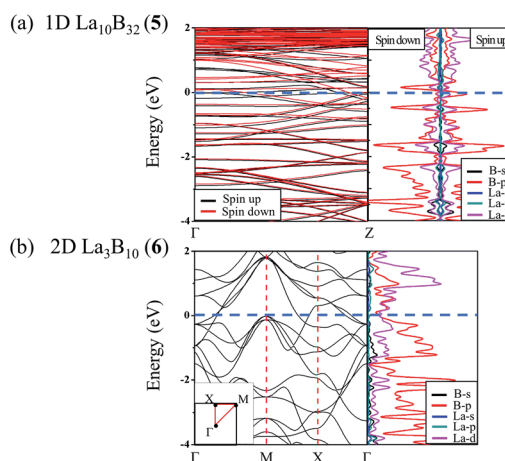 (a) 1D La₁₀B₃₂ (5)
Spin down
Spin up
Energy (eV)
2
0
-2
-4
Spin up
Spin down
B-s
B-p
La-
La-
La-
Γ
Z
(b) 2D La₃B₁₀ (6)
Energy (eV)
2
0
-2
-4
X
M
Γ
B-s
B-p
La-s
La-p
La-d
Γ
M
X
Γ